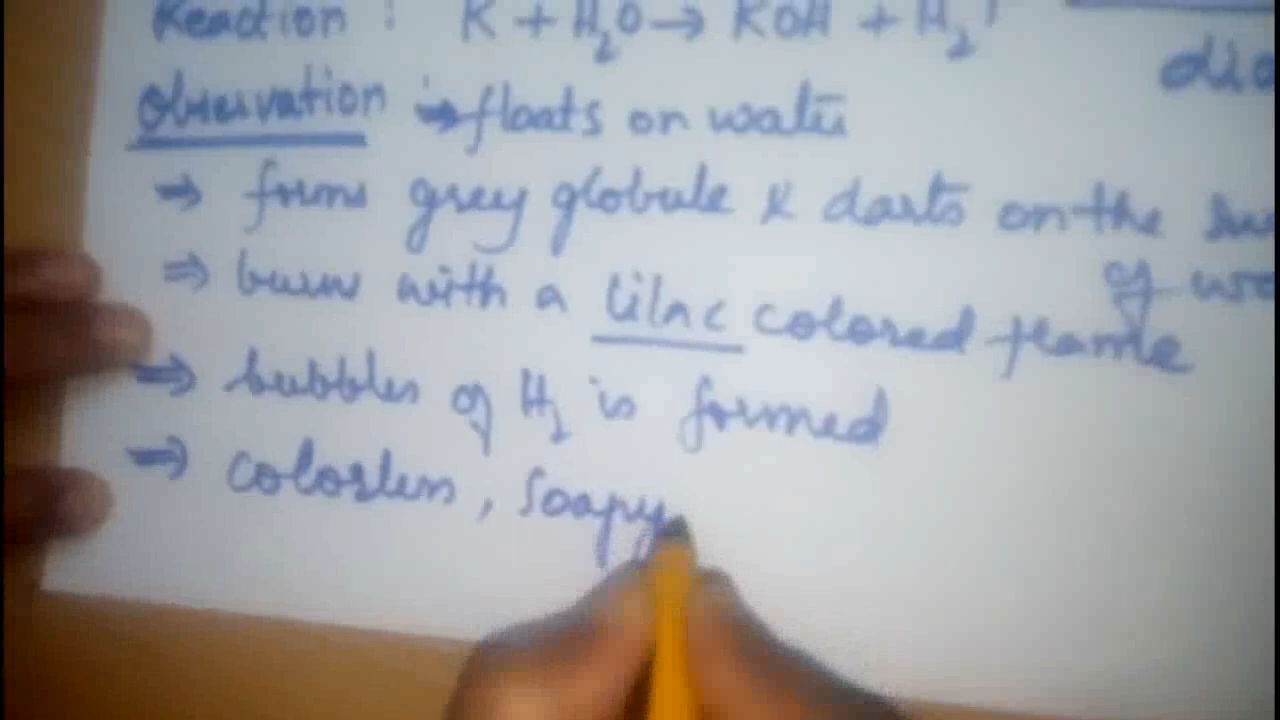 Reaction : K + H₂O → KOH + H₂↑
Observation → floats on water
⇒ forms grey globule & darts on the
⇒ burns with a lilac colored flame
⇒ bubbles of H₂ is formed
⇒ colorless, soapy